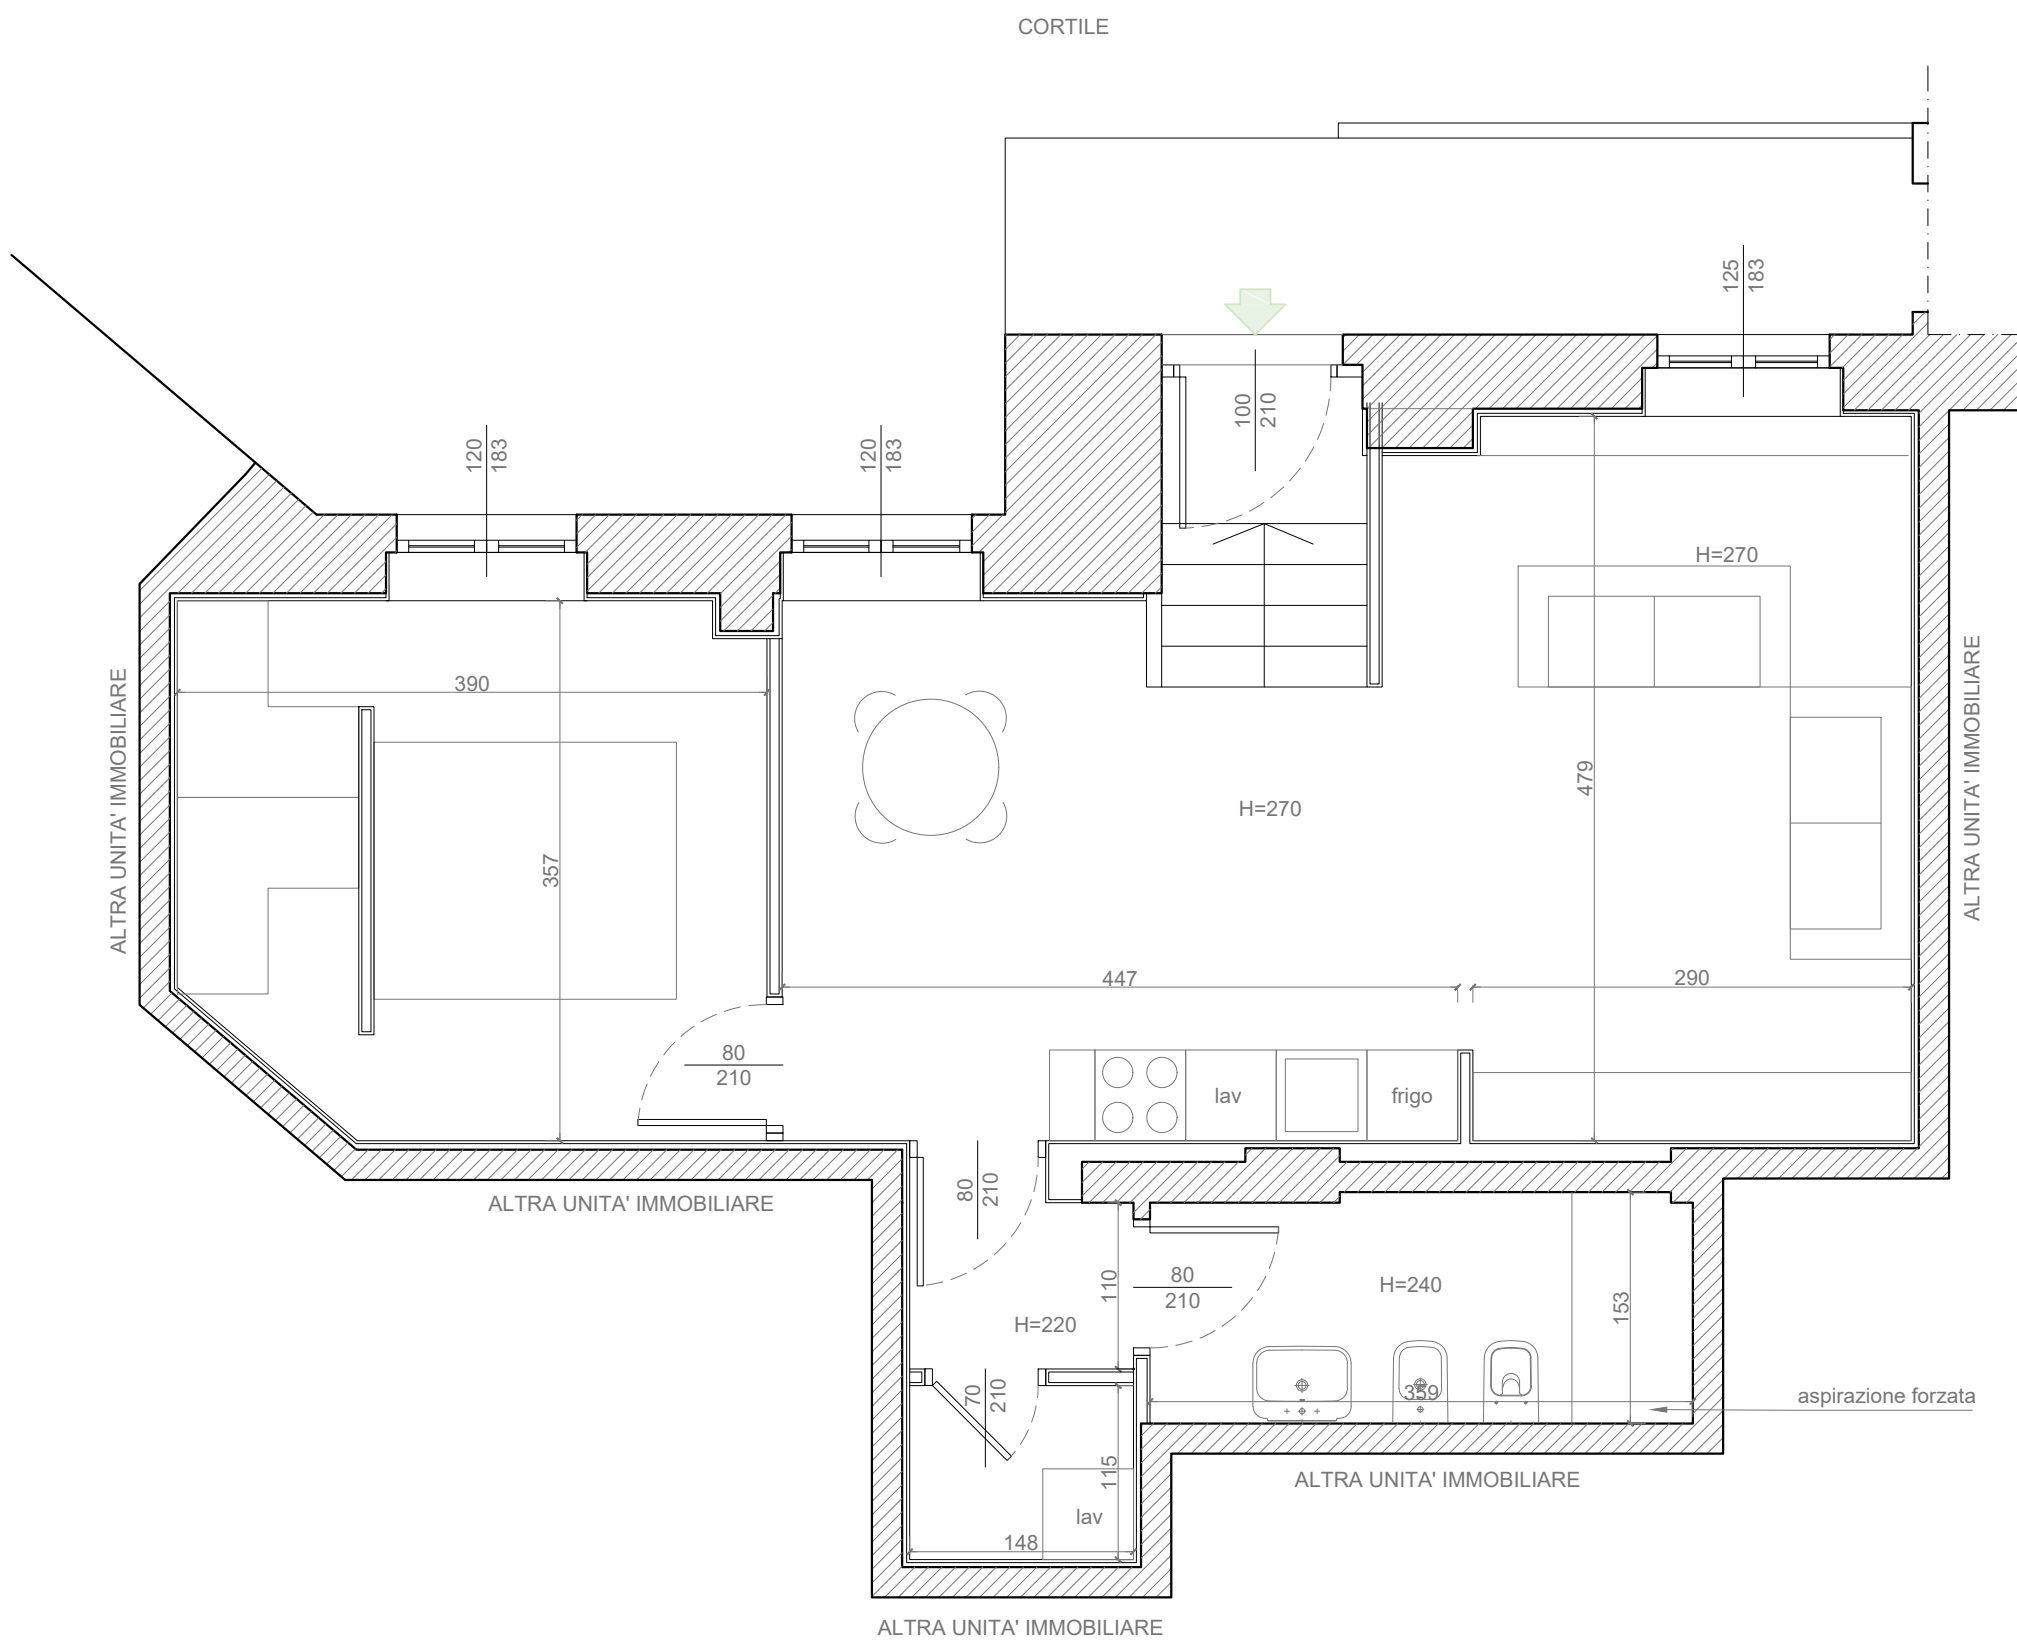 CORTILE
125
183
100
210
120
183
120
183
H=270
390
ALTRA UNITA' IMMOBILIARE
ALTRA UNITA' IMMOBILIARE
479
H=270
357
447
290
80
210
lav
frigo
80
210
ALTRA UNITA' IMMOBILIARE
110
80
210
H=240
153
H=220
70
210
359
aspirazione forzata
115
ALTRA UNITA' IMMOBILIARE
lav
148
ALTRA UNITA' IMMOBILIARE